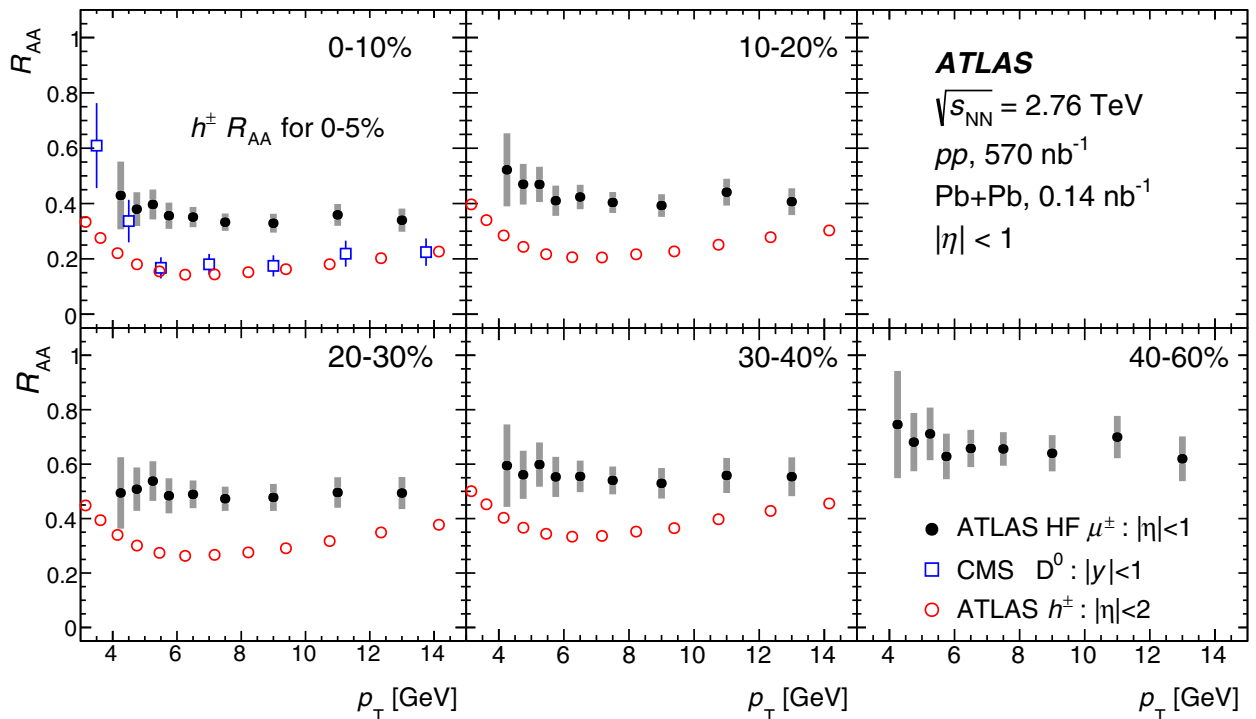 R_AA
1
0.8
0.6
0.4
0.2
0
0-10%
h± R_AA for 0-5%
10-20%
ATLAS
√s_NN = 2.76 TeV
pp, 570 nb⁻¹
Pb+Pb, 0.14 nb⁻¹
|η| < 1
R_AA
1
0.8
0.6
0.4
0.2
0
20-30%
30-40%
40-60%
ATLAS HF μ± : |η|<1
CMS D⁰ : |y|<1
ATLAS h± : |η|<2
4 6 8 10 12 14
4 6 8 10 12 14
4 6 8 10 12 14
p_T [GeV]
p_T [GeV]
p_T [GeV]